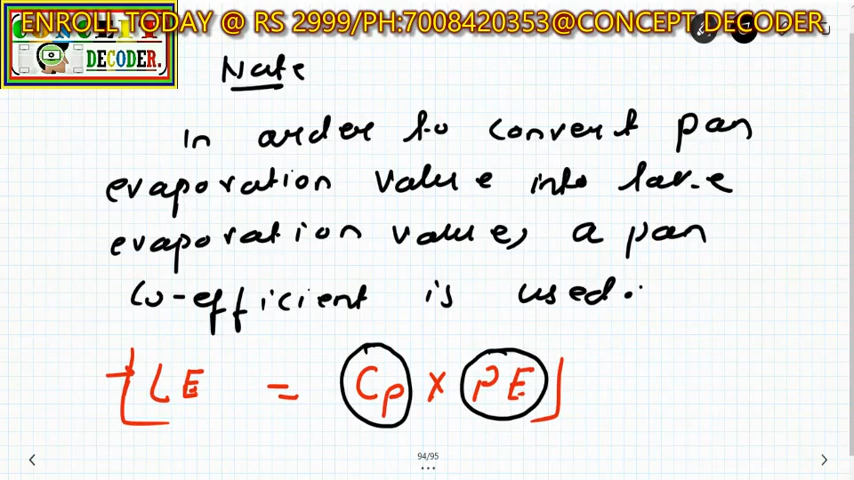 ENROLL TODAY @ RS 2999/PH:7008420353@CONCEPT DECODER.
DECODER.
Note
In order to convert pan
evaporation value into lake
evaporation value, a pan
Co-efficient is used.
LE = Cp x PE
94/95